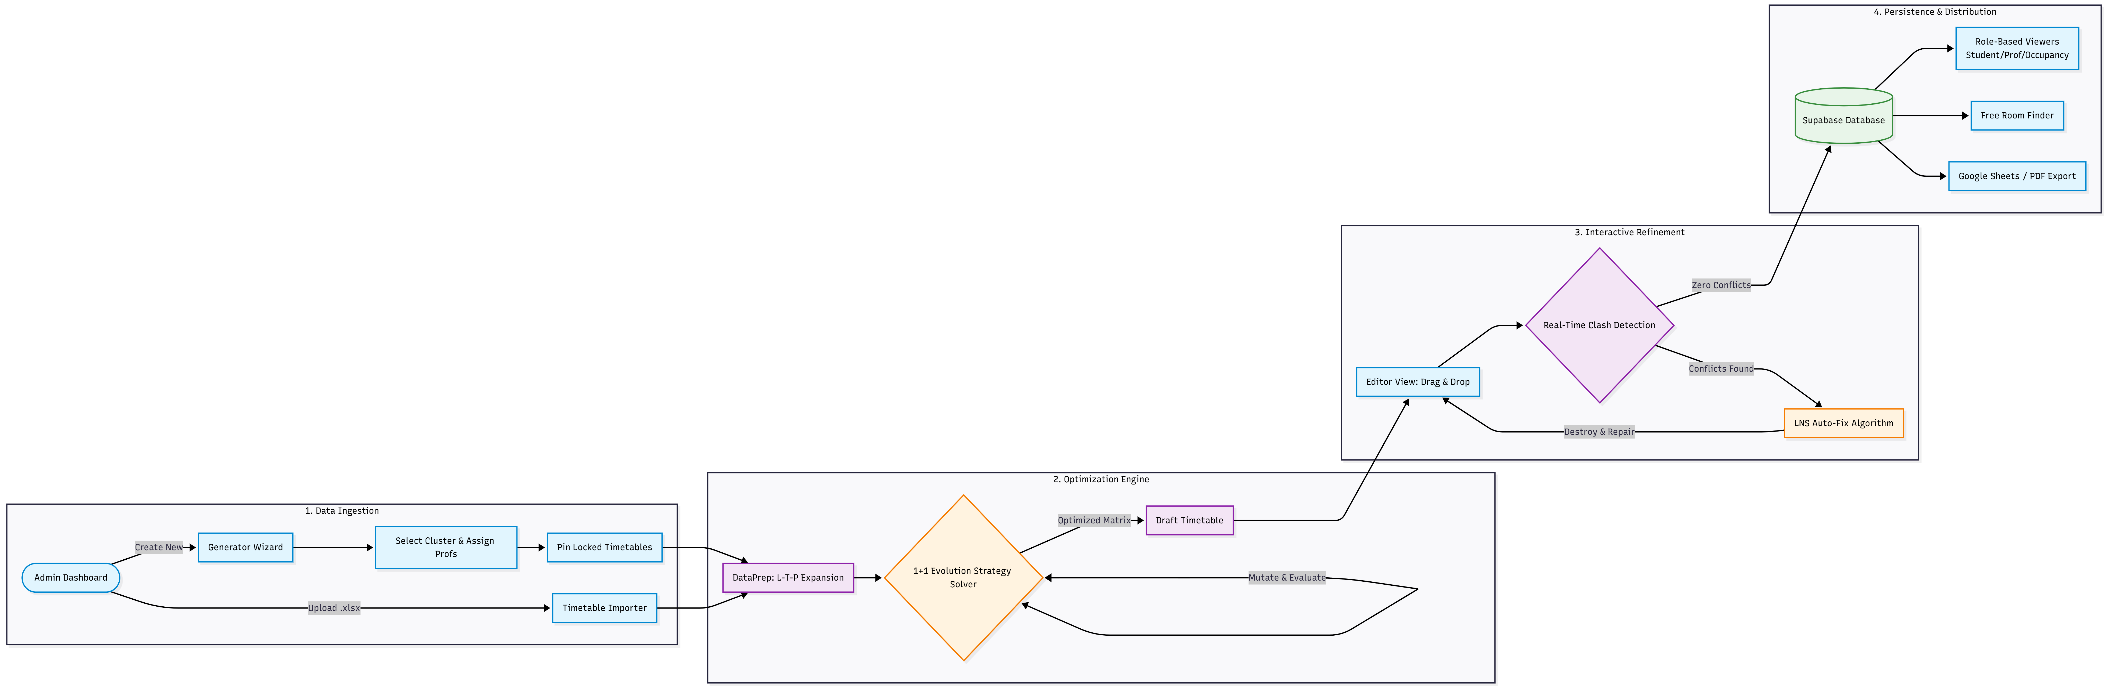 1. Data Ingestion
Admin Dashboard
Create New
Generator Wizard
Select Cluster & Assign
Profs
Pin Locked Timetables
Upload .xlsx
Timetable Importer
2. Optimization Engine
DataPrep: L-T-P Expansion
1+1 Evolution Strategy
Solver
Optimized Matrix
Draft Timetable
Mutate & Evaluate
3. Interactive Refinement
Editor View: Drag & Drop
Real-Time Clash Detection
Zero Conflicts
Conflicts Found
LNS Auto-Fix Algorithm
Destroy & Repair
4. Persistence & Distribution
Supabase Database
Role-Based Viewers
Student/Prof/Occupancy
Free Room Finder
Google Sheets / PDF Export